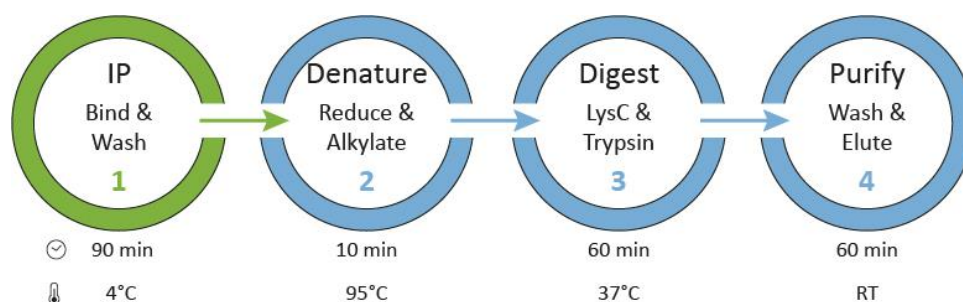 IP
Bind &
Wash
1
Denature
Reduce &
Alkylate
2
Digest
LysC &
Trypsin
3
Purify
Wash &
Elute
4
90 min
10 min
60 min
60 min
4°C
95°C
37°C
RT